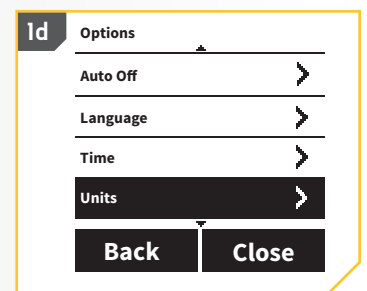 1d
Options
Auto Off
Language
Time
Units
Back Close